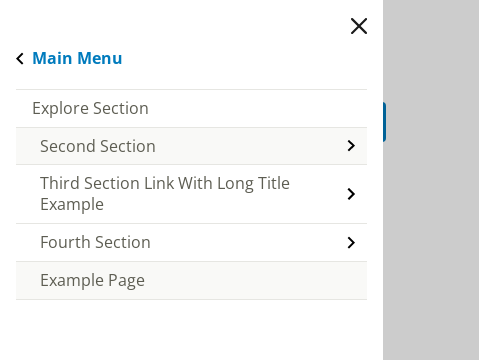 Main Menu
Explore Section
Second Section
Third Section Link With Long Title
Example
Fourth Section
Example Page